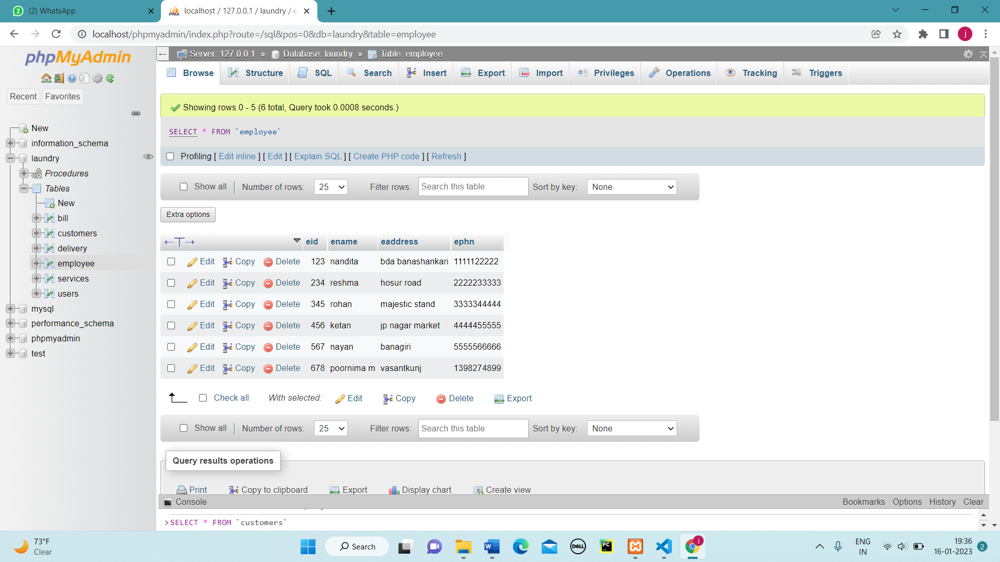 (2) WhatsApp
localhost / 127.0.0.1 / laundry / e
localhost/phpmyadmin/index.php?route=/sql&pos=0&db=laundry&table=employee
j
phpMyAdmin
Recent Favorites
New
information_schema
laundry
Procedures
Tables
New
bill
customers
delivery
employee
services
users
mysql
performance_schema
phpmyadmin
test
Server: 127.0.0.1 » Database: laundry » Table: employee
Browse Structure SQL Search Insert Export Import Privileges Operations Tracking Triggers
Showing rows 0 - 5 (6 total, Query took 0.0008 seconds.)
SELECT * FROM `employee`
Profiling [ Edit inline ] [ Edit ] [ Explain SQL ] [ Create PHP code ] [ Refresh ]
Show all Number of rows: 25 Filter rows: Search this table Sort by key: None
Extra options
←T→ eid ename eaddress ephn
Edit Copy Delete 123 nandita bda banashankari 1111122222
Edit Copy Delete 234 reshma hosur road 2222233333
Edit Copy Delete 345 rohan majestic stand 3333344444
Edit Copy Delete 456 ketan jp nagar market 4444455555
Edit Copy Delete 567 nayan banagiri 5555566666
Edit Copy Delete 678 poornima m vasantkunj 1398274899
Check all With selected: Edit Copy Delete Export
Show all Number of rows: 25 Filter rows: Search this table Sort by key: None
Query results operations
Print Copy to clipboard Export Display chart Create view
Console Bookmarks Options History Clear
>SELECT * FROM `customers`
73°F
Clear
Search
ENG
IN
19:36
16-01-2023
2